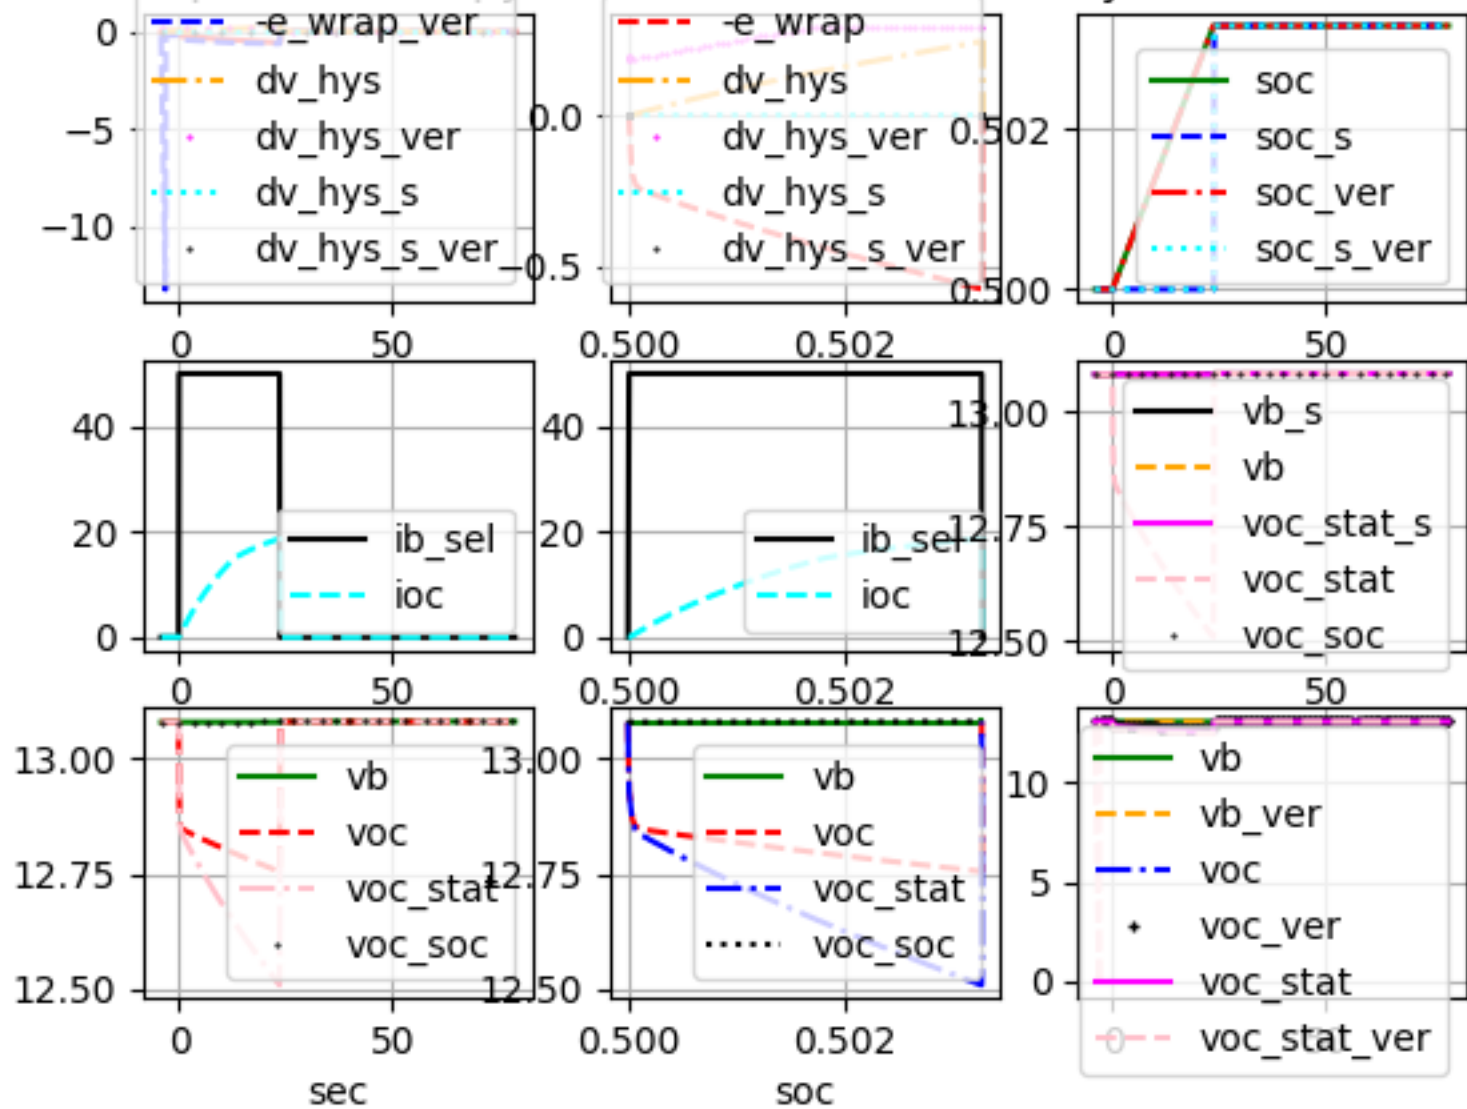 -e_wrap_ver
dv_hys
dv_hys_ver
dv_hys_s
dv_hys_s_ver
0
−5
−10
0 50
-e_wrap
dv_hys
dv_hys_ver
dv_hys_s
dv_hys_s_ver
0.0
0.5
0.500 0.502
soc
soc_s
soc_ver
soc_s_ver
0.502
0.500
0 50
40
20
0
ib_sel
ioc
0 50
40
20
0
ib_sel
ioc
0.500 0.502
13.00
12.75
12.50
vb_s
vb
voc_stat_s
voc_stat
voc_soc
0 50
13.00
12.75
12.50
vb
voc
voc_stat
voc_soc
0 50
sec
13.00
12.75
12.50
vb
voc
voc_stat
voc_soc
0.500 0.502
soc
10
5
0
vb
vb_ver
voc
voc_ver
voc_stat
voc_stat_ver
0